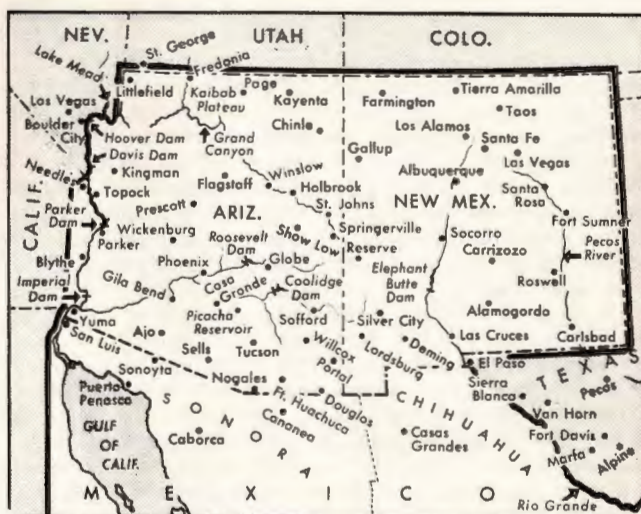 NEV. UTAH COLO.
St. George
Lake Mead
Littlefield
Fredonia
Kaibab
Plateau
Page
Kayenta
Farmington
Tierra Amarilla
Taos
Las Vegas
Boulder
City
Hoover Dam
Davis Dam
Grand
Canyon
Chinle
Gallup
Los Alamos
Santa Fe
Las Vegas
Albuquerque
Needles
Kingman
Topock
Flagstaff
Winslow
Holbrook
Santa
Rosa
CALIF.
Parker
Dam
Parker
Prescott
Wickenburg
ARIZ.
St. Johns
Show Low
Springerville
Reserve
NEW MEX.
Socorro
Carrizozo
Fort Sumner
Pecos
River
Blythe
Imperial
Dam
Phoenix
Roosevelt
Dam
Globe
Gila Bend
Casa
Grande
Coolidge
Dam
Elephant
Butte
Dam
Roswell
Alamogordo
Yuma
San Luis
Ajo
Picacha
Reservoir
Sofford
Silver City
Las Cruces
Carlsbad
Sells
Tucson
Willcox
Portal
Lordsburg
Deming
El Paso
TEXAS
Sonoyta
Nogales
Ft. Huachuca
Douglos
Sierra
Blanca
Pecos
Puerto
Penasco
SONORA
CHIHUAHUA
Van Horn
GULF
OF
CALIF.
Caborca
Cananea
Casas
Grandes
Fort Davis
Marfa
Alpine
MEXICO
Rio Grande